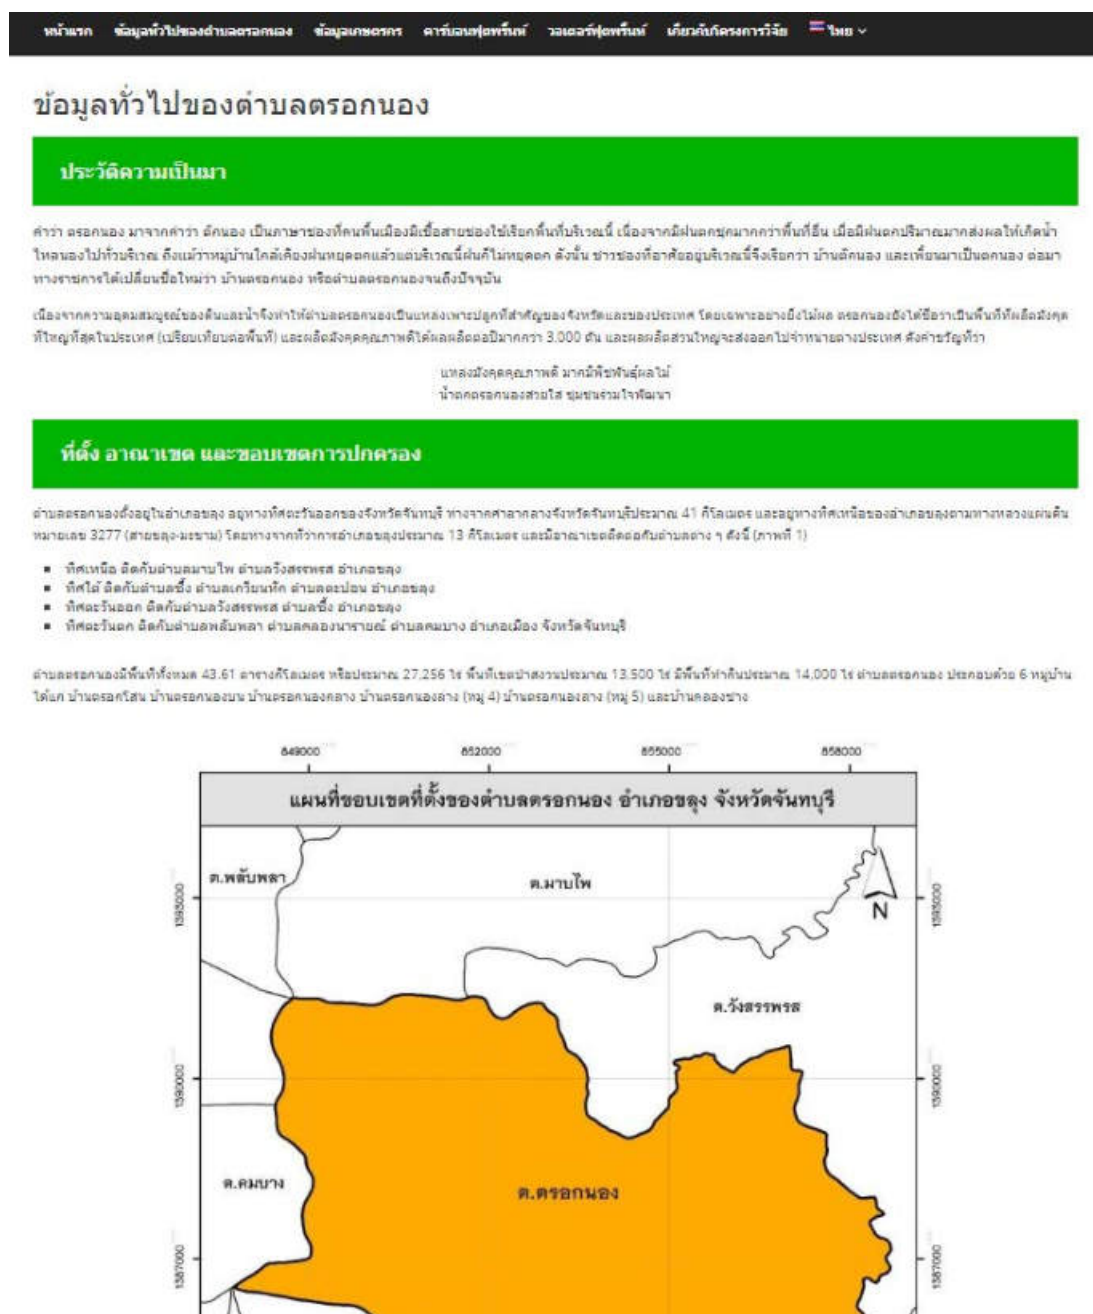 หน้าแรก ข้อมูลทั่วไปของตำบลตรอกนอง ข้อมูลเกษตรกร คาร์บอนฟุตพริ้นท์ วอเตอร์ฟุตพริ้นท์ เกี่ยวกับโครงการวิจัย ไทย
ข้อมูลทั่วไปของตำบลตรอกนอง
ประวัติความเป็นมา
คำว่า ตรอกนอง มาจากคำว่า ตักนอง เป็นภาษาชองที่คนพื้นเมืองมีเชื้อสายชองใช้เรียกพื้นที่บริเวณนี้ เนื่องจากมีฝนตกชุกมากกว่าพื้นที่อื่น เมื่อมีฝนตกปริมาณมากส่งผลให้เกิดน้ำ
ไหลนองไปทั่วบริเวณ ถึงแม้ว่าหมู่บ้านใกล้เคียงฝนหยุดตกแล้วแต่บริเวณนี้ฝนก็ไม่หยุดตก ดังนั้น ชาวชองที่อาศัยอยู่บริเวณนี้จึงเรียกว่า บ้านตักนอง และเพี้ยนมาเป็นตกนอง ต่อมา
ทางราชการได้เปลี่ยนชื่อใหม่ว่า บ้านตรอกนอง หรือตำบลตรอกนองจนถึงปัจจุบัน
เนื่องจากความอุดมสมบูรณ์ของดินและน้ำจึงทำให้ตำบลตรอกนองเป็นแหล่งเพาะปลูกที่สำคัญของจังหวัดและของประเทศ โดยเฉพาะอย่างยิ่งไม้ผล ตรอกนองยังได้ชื่อว่าเป็นพื้นที่ที่ผลิตมังคุด
ที่ใหญ่ที่สุดในประเทศ (เปรียบเทียบต่อพื้นที่) และผลิตมังคุดคุณภาพดีได้ผลผลิตต่อปีมากกว่า 3,000 ตัน และผลผลิตส่วนใหญ่จะส่งออกไปจำหน่ายต่างประเทศ ดังคำขวัญที่ว่า
แหล่งมังคุดคุณภาพดี มากมีพืชพันธุ์ผลไม้
น้ำตกตรอกนองสวยใส ชุมชนร่วมใจพัฒนา
ที่ตั้ง อาณาเขต และขอบเขตการปกครอง
ตำบลตรอกนองตั้งอยู่ในอำเภอขลุง อยู่ทางทิศตะวันออกของจังหวัดจันทบุรี ห่างจากศาลากลางจังหวัดจันทบุรีประมาณ 41 กิโลเมตร และอยู่ทางทิศเหนือของอำเภอขลุงตามทางหลวงแผ่นดิน
หมายเลข 3277 (สายขลุง-มะขาม) โดยห่างจากที่ว่าการอำเภอขลุงประมาณ 13 กิโลเมตร และมีอาณาเขตติดต่อกับตำบลต่าง ๆ ดังนี้ (ภาพที่ 1)
▪ ทิศเหนือ ติดกับตำบลมาบไพ ตำบลวังสรรพรส อำเภอขลุง
▪ ทิศใต้ ติดกับตำบลซึ้ง ตำบลเกวียนหัก ตำบลตะปอน อำเภอขลุง
▪ ทิศตะวันออก ติดกับตำบลวังสรรพรส ตำบลซึ้ง อำเภอขลุง
▪ ทิศตะวันตก ติดกับตำบลพลับพลา ตำบลคลองนารายณ์ ตำบลคมบาง อำเภอเมือง จังหวัดจันทบุรี
ตำบลตรอกนองมีพื้นที่ทั้งหมด 43.61 ตารางกิโลเมตร หรือประมาณ 27,256 ไร่ พื้นที่เขตป่าสงวนประมาณ 13,500 ไร่ มีพื้นที่ทำกินประมาณ 14,000 ไร่ ตำบลตรอกนอง ประกอบด้วย 6 หมู่บ้าน
ได้แก่ บ้านตรอกโสน บ้านตรอกนองบน บ้านตรอกนองกลาง บ้านตรอกนองล่าง (หมู่ 4) บ้านตรอกนองล่าง (หมู่ 5) และบ้านคลองช่าง
849000 852000 855000 858000
แผนที่ขอบเขตที่ตั้งของตำบลตรอกนอง อำเภอขลุง จังหวัดจันทบุรี
ต.พลับพลา
ต.มาบไพ
N
1393000 1393000
ต.วังสรรพรส
1390000 1390000
ต.คมบาง
ต.ตรอกนอง
1387000 1387000